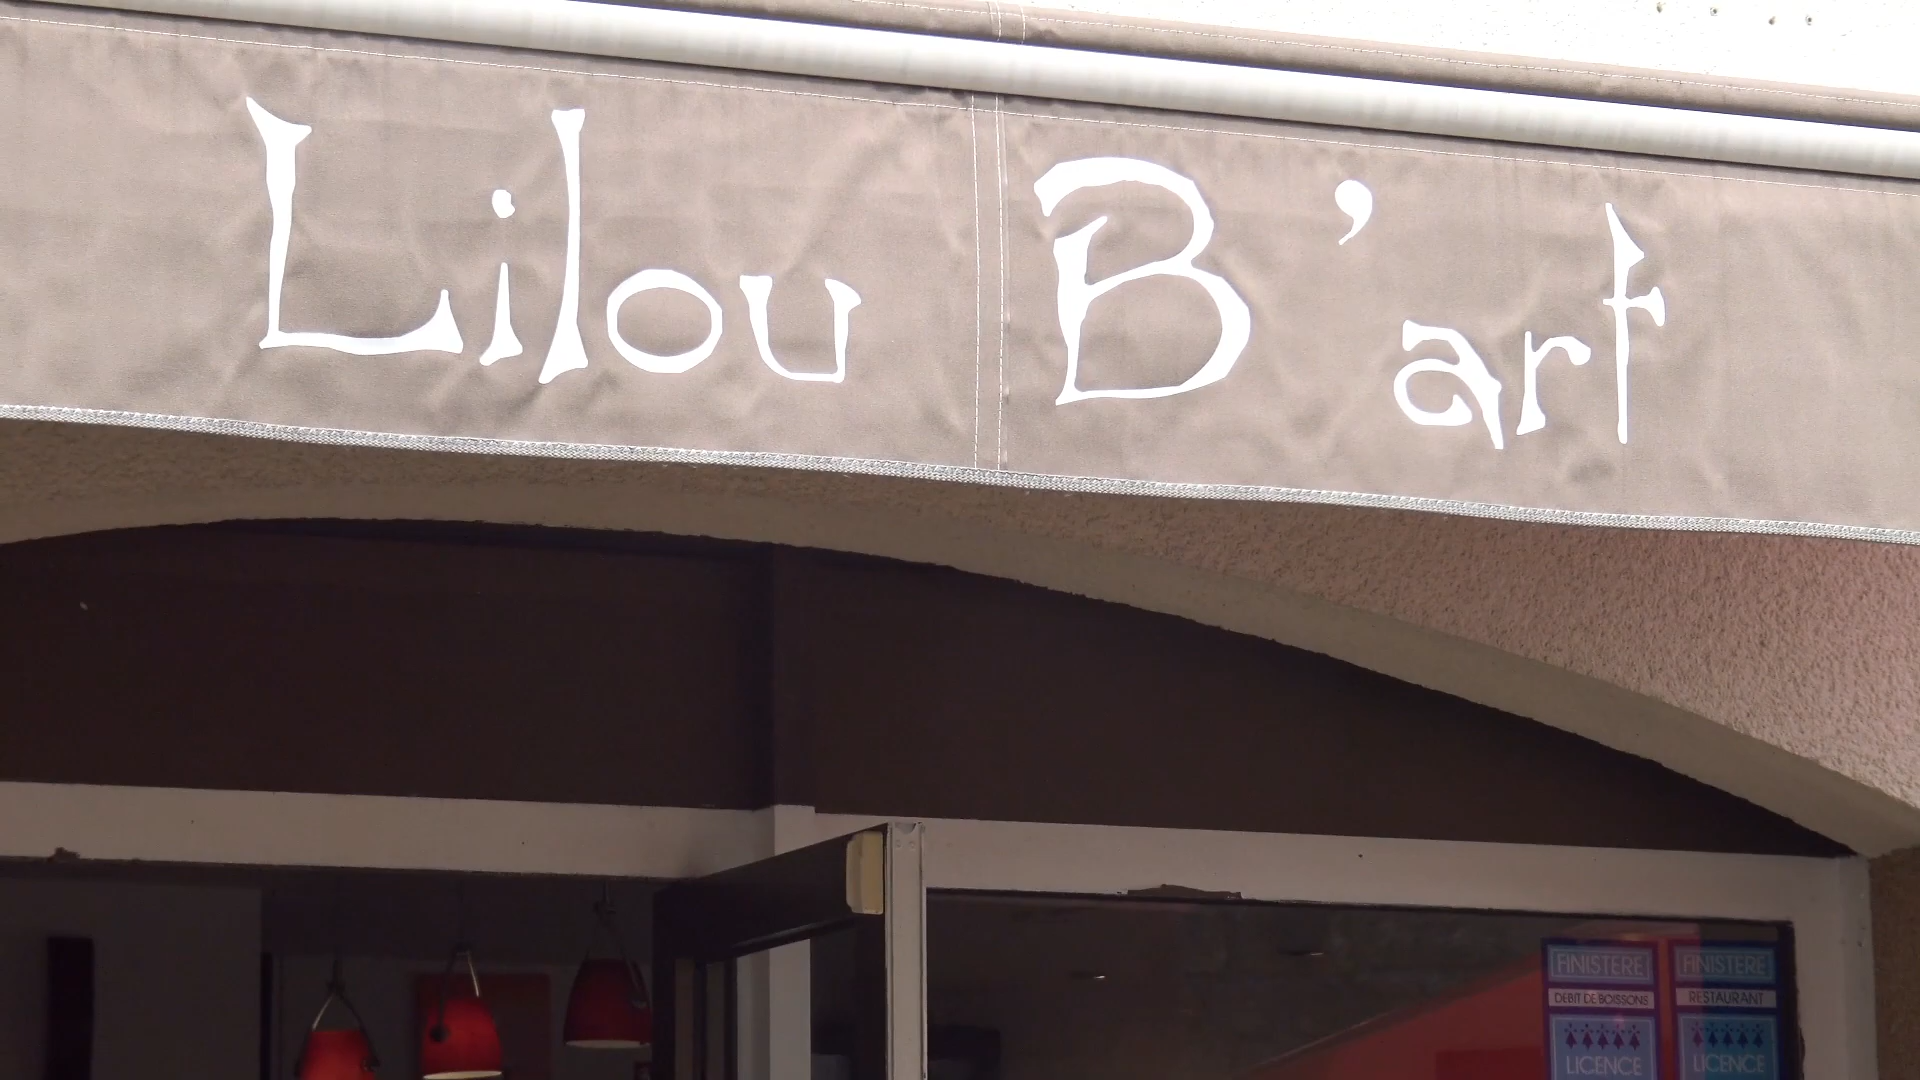 Lilou B'art
FINISTERE
DEBIT DE BOISSONS
LICENCE
FINISTERE
RESTAURANT
LICENCE